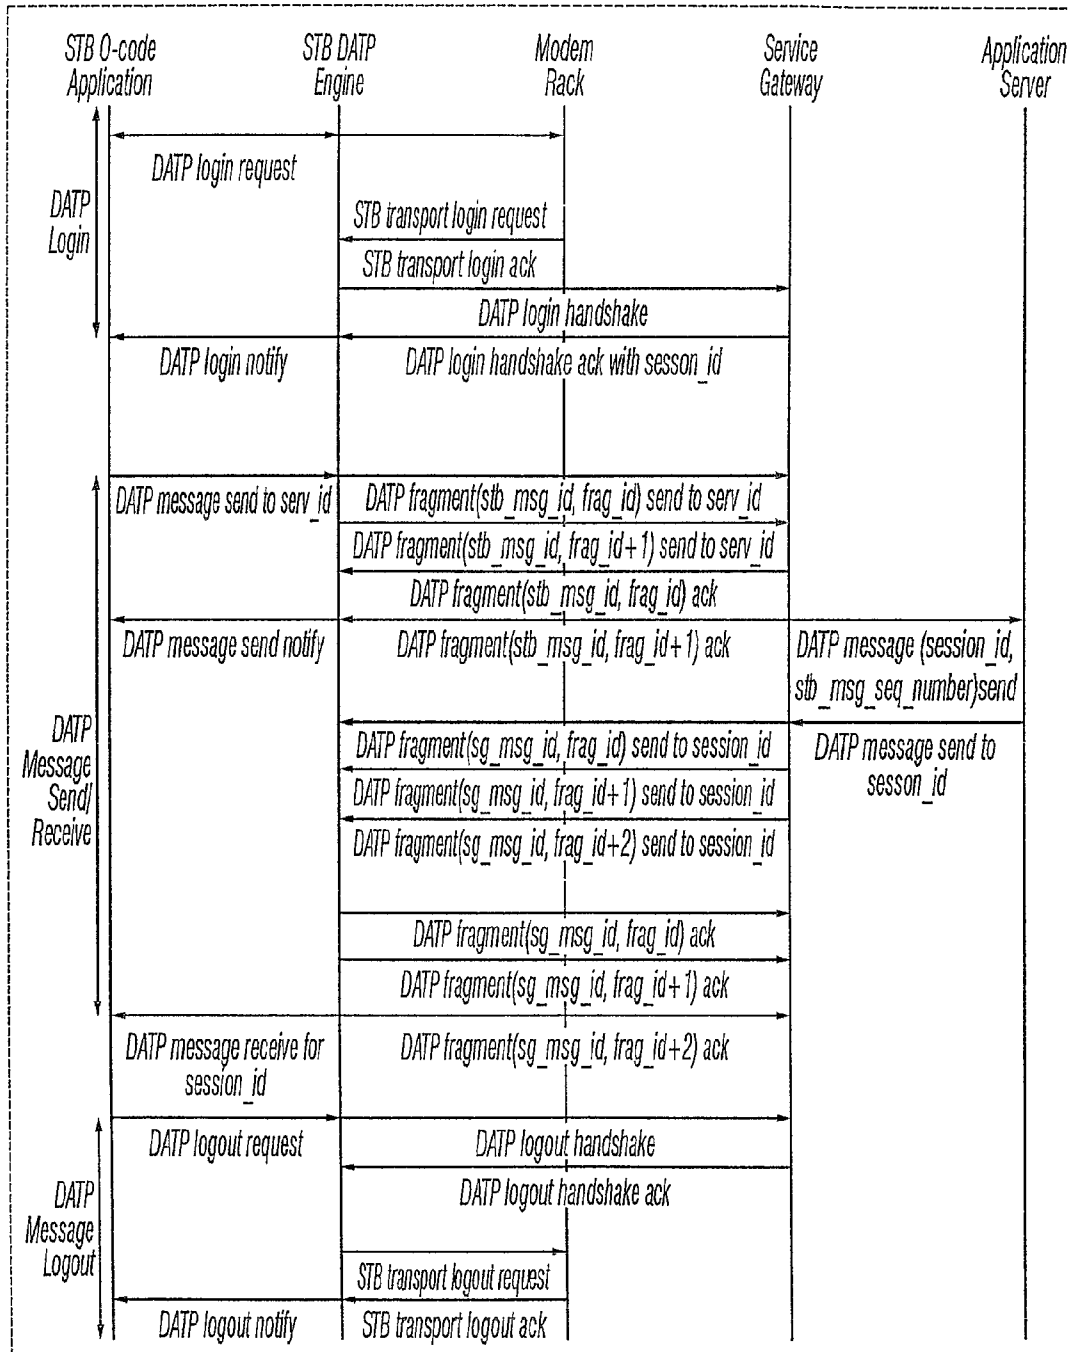 STB O-code
Application
STB DATP
Engine
Modem
Rack
Service
Gateway
Application
Server
DATP login request
DATP
Login
STB transport login request
STB transport login ack
DATP login handshake
DATP login notify
DATP login handshake ack with sesson_id
DATP message send to serv_id
DATP fragment(stb_msg_id, frag_id) send to serv_id
DATP fragment(stb_msg_id, frag_id+1) send to serv_id
DATP fragment(stb_msg_id, frag_id) ack
DATP message send notify
DATP fragment(stb_msg_id, frag_id+1) ack
DATP message (session_id,
stb_msg_seq_number)send
DATP
Message
Send/
Receive
DATP fragment(sg_msg_id, frag_id) send to session_id
DATP message send to
sesson_id
DATP fragment(sg_msg_id, frag_id+1) send to session_id
DATP fragment(sg_msg_id, frag_id+2) send to session_id
DATP fragment(sg_msg_id, frag_id) ack
DATP fragment(sg_msg_id, frag_id+1) ack
DATP message receive for
session_id
DATP fragment(sg_msg_id, frag_id+2) ack
DATP logout request
DATP logout handshake
DATP logout handshake ack
DATP
Message
Logout
STB transport logout request
DATP logout notify
STB transport logout ack